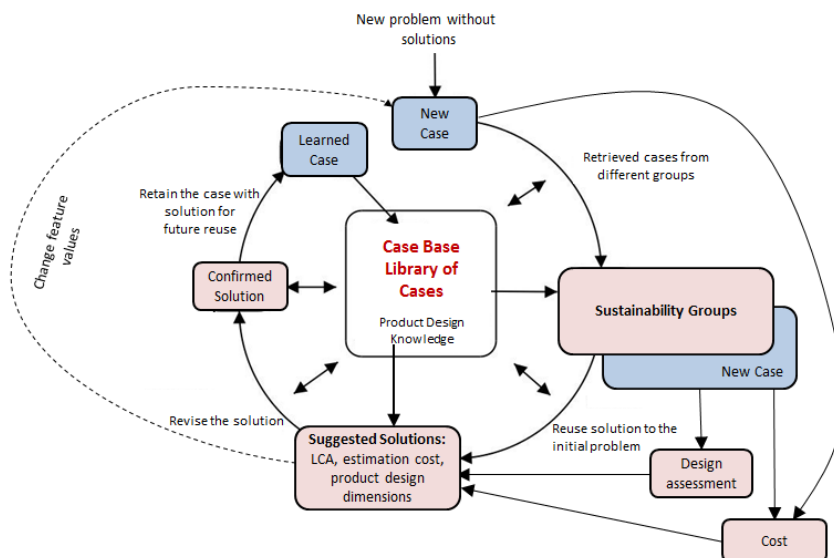 New problem without
solutions
New
Case
Learned
Case
Retrieved cases from
different groups
Retain the case with
solution for
future reuse
Change feature
values
Case Base
Library of
Cases
Product Design
Knowledge
Confirmed
Solution
Sustainability Groups
New Case
Revise the solution
Suggested Solutions:
LCA, estimation cost,
product design
dimensions
Reuse solution to the
initial problem
Design
assessment
Cost